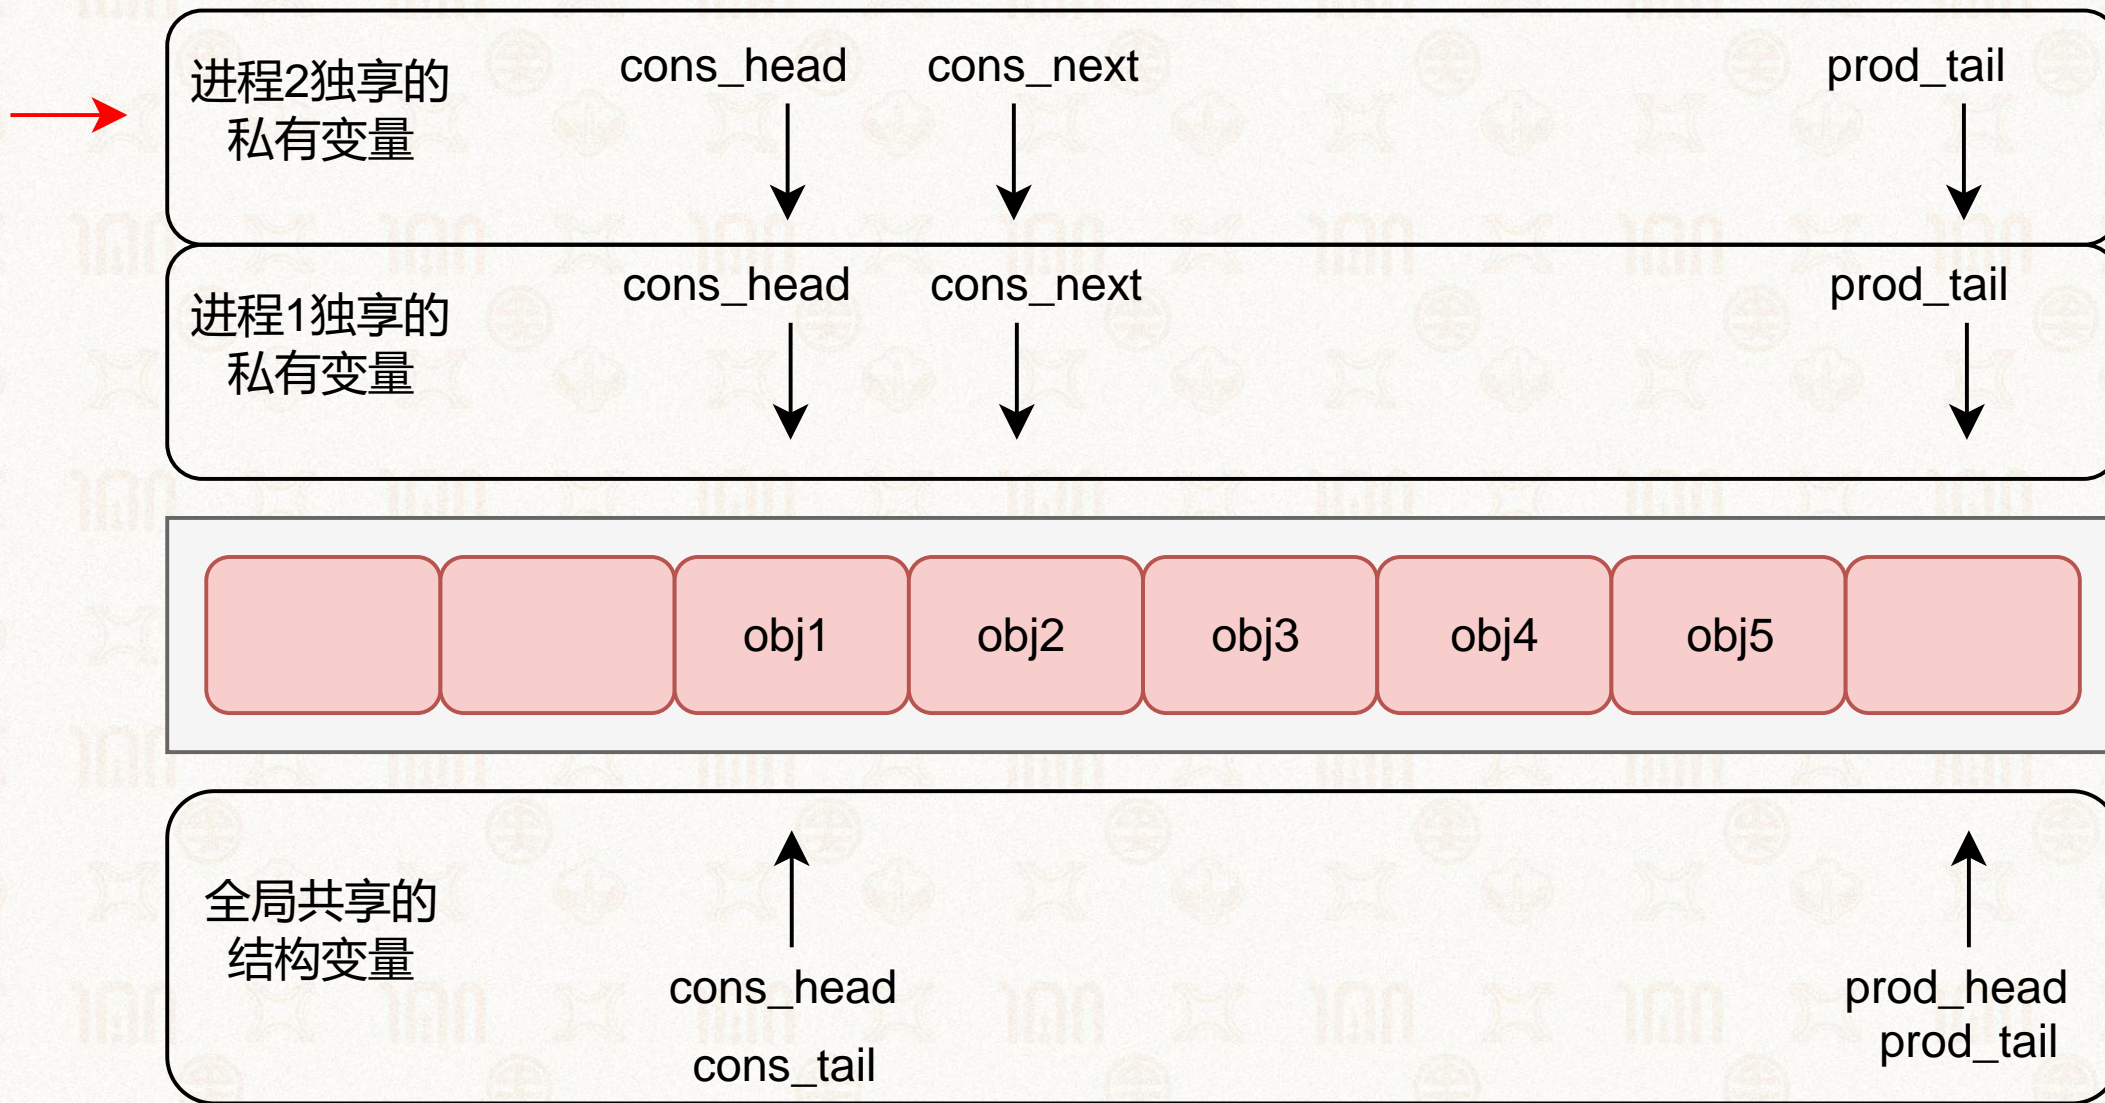 进程2独享的
私有变量
cons_head
cons_next
prod_tail
进程1独享的
私有变量
cons_head
cons_next
prod_tail
obj1
obj2
obj3
obj4
obj5
全局共享的
结构变量
cons_head
cons_tail
prod_head
prod_tail